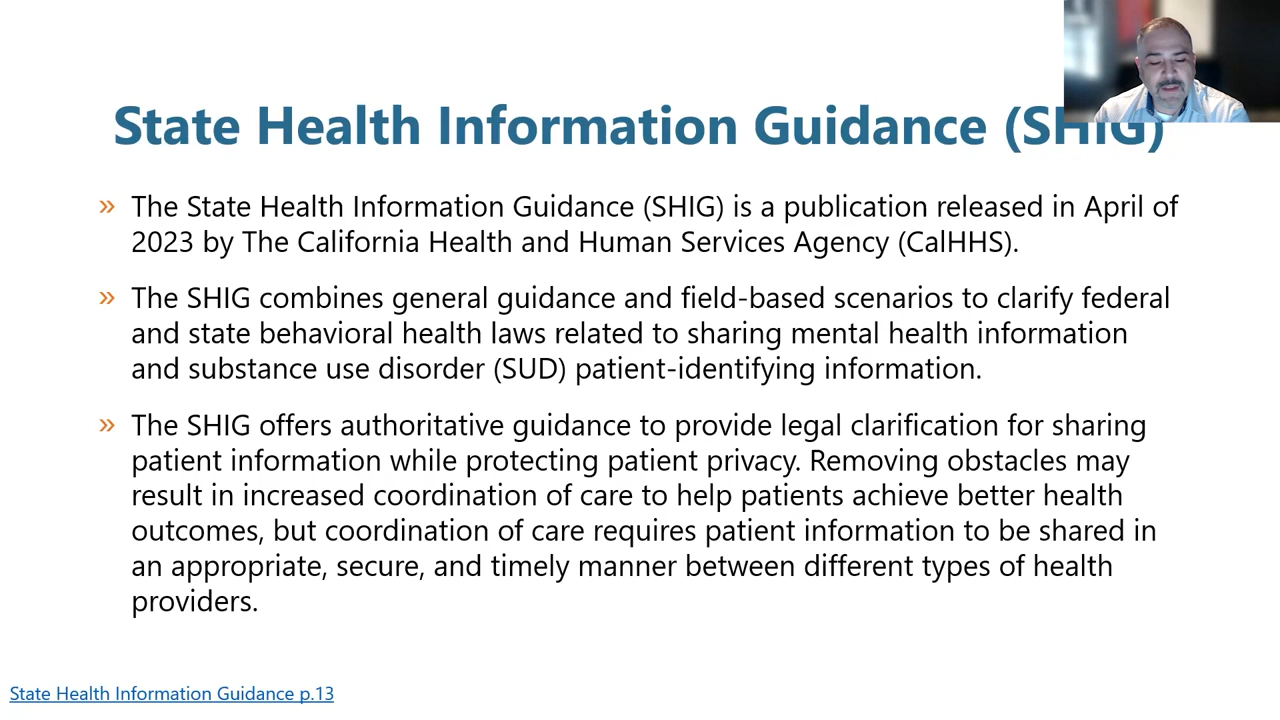 State Health Information Guidance (SHIG)
» The State Health Information Guidance (SHIG) is a publication released in April of
2023 by The California Health and Human Services Agency (CalHHS).
» The SHIG combines general guidance and field-based scenarios to clarify federal
and state behavioral health laws related to sharing mental health information
and substance use disorder (SUD) patient-identifying information.
» The SHIG offers authoritative guidance to provide legal clarification for sharing
patient information while protecting patient privacy. Removing obstacles may
result in increased coordination of care to help patients achieve better health
outcomes, but coordination of care requires patient information to be shared in
an appropriate, secure, and timely manner between different types of health
providers.
State Health Information Guidance p.13